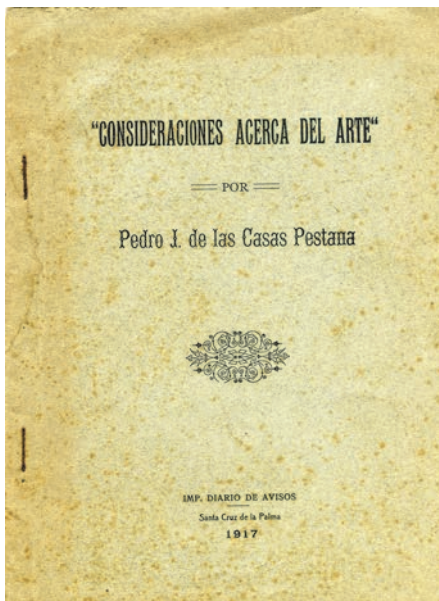 “CONSIDERACIONES ACERCA DEL ARTE“
POR
Pedro J. de las Casas Pestana
IMP. DIARIO DE AVISOS
Santa Cruz de la Palma
1917